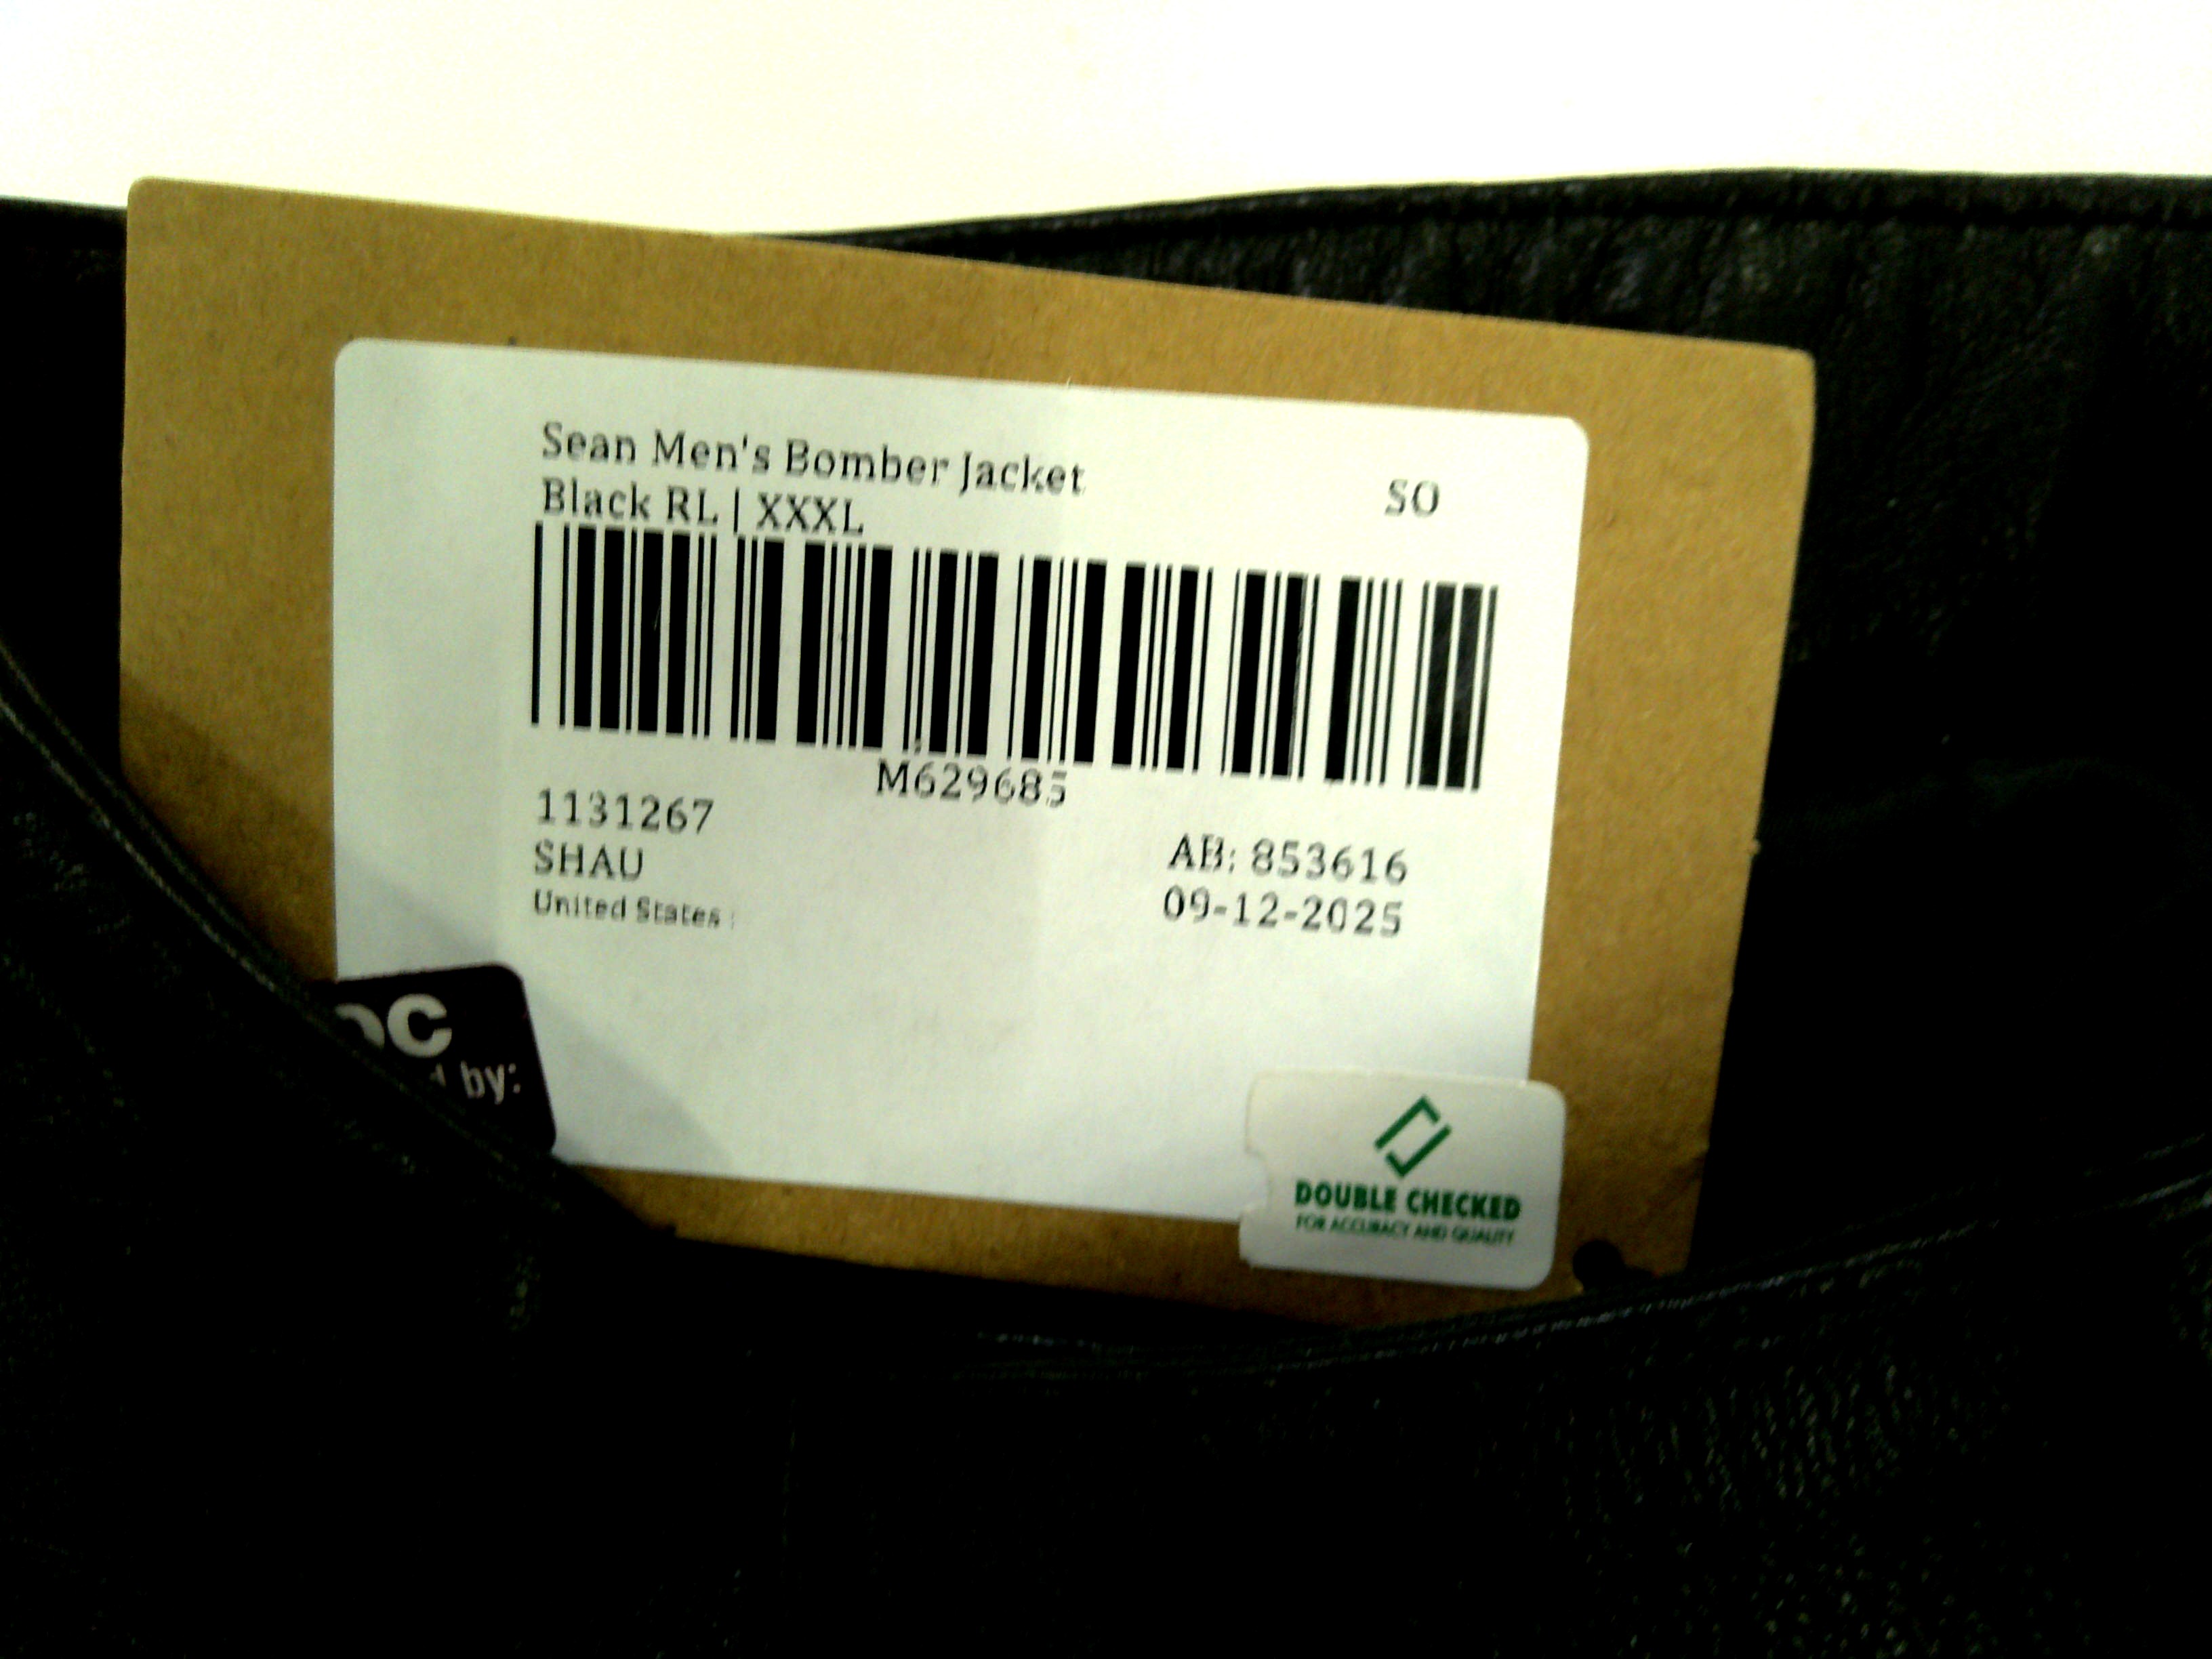 Sean Men's Bomber Jacket
SO
Black RL | XXXL
M629685
1131267
SHAU
AB: 853616
United States :
09-12-2025
by:
DOUBLE CHECKED
FOR ACCURACY AND QUALITY